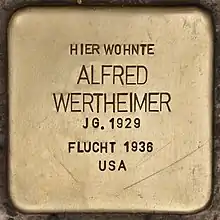 HIER WOHNTE
ALFRED
WERTHEIMER
JG. 1929
FLUCHT 1936
USA